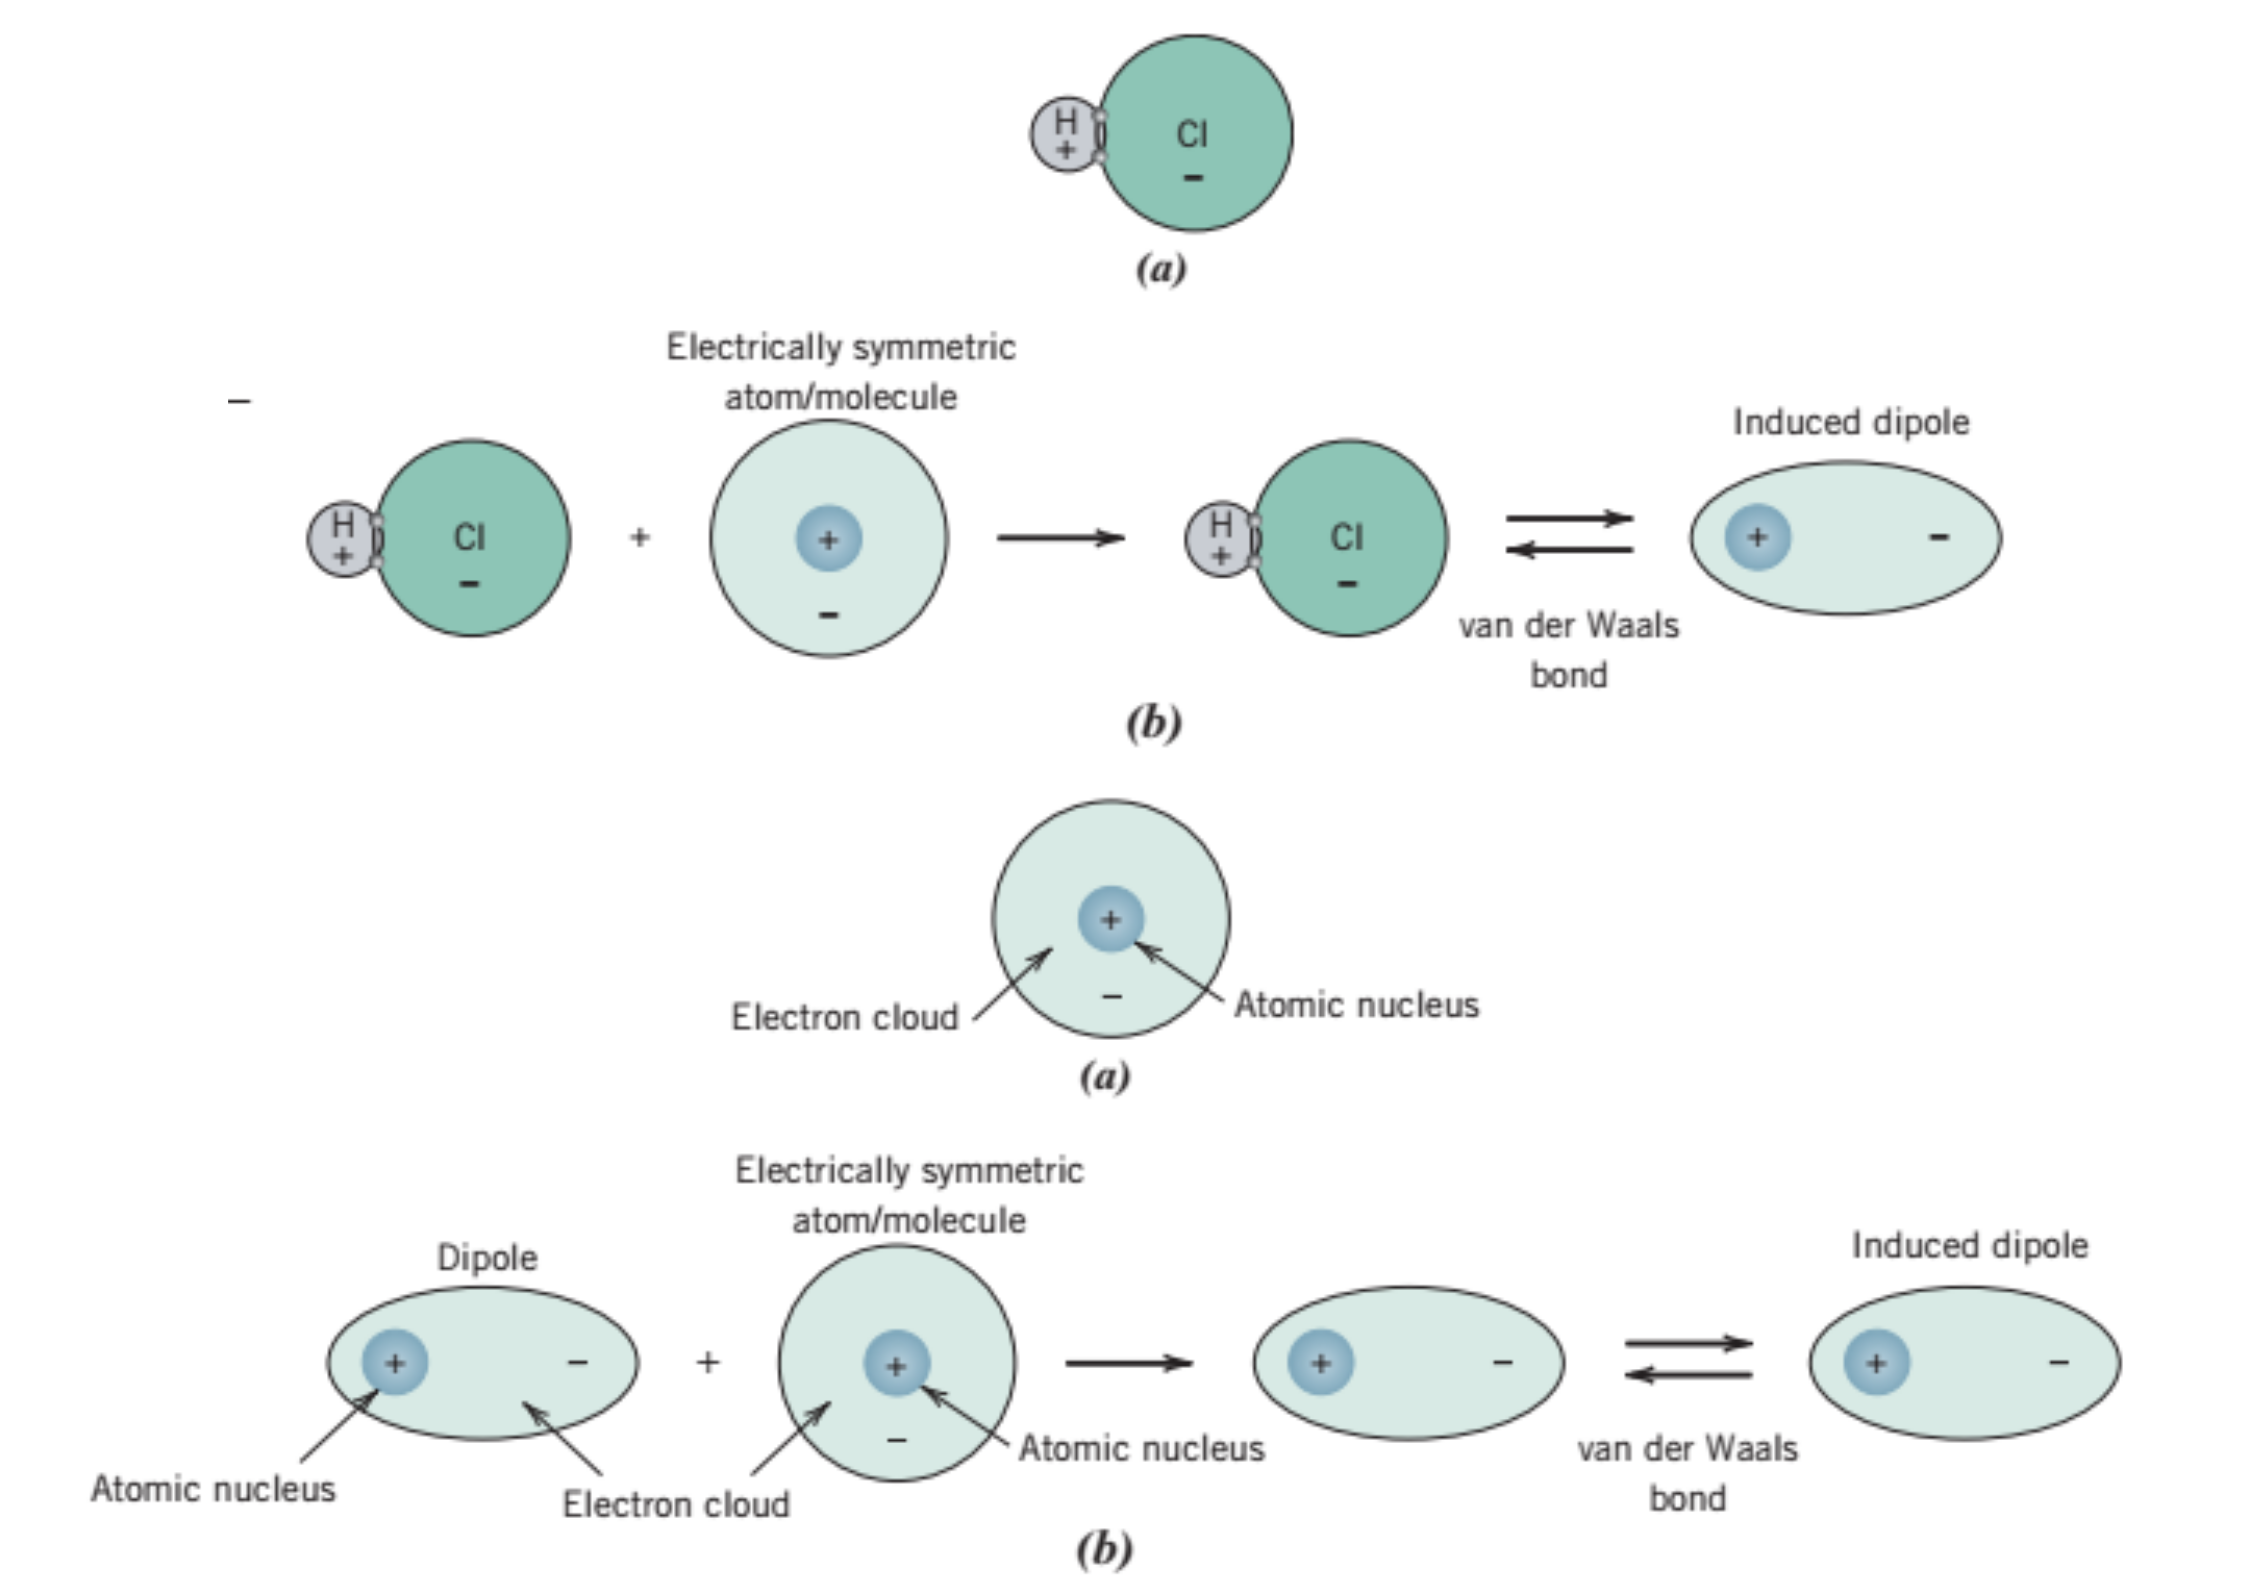 H
+
Cl
–
(a)
Electrically symmetric
atom/molecule
–
Induced dipole
H
+
Cl
–
+
+
–
H
+
Cl
–
+
–
van der Waals
bond
(b)
+
–
Electron cloud
Atomic nucleus
(a)
Electrically symmetric
atom/molecule
Dipole
Induced dipole
+
–
+
+
–
+
–
+
–
Atomic nucleus
van der Waals
bond
Atomic nucleus
Electron cloud
(b)